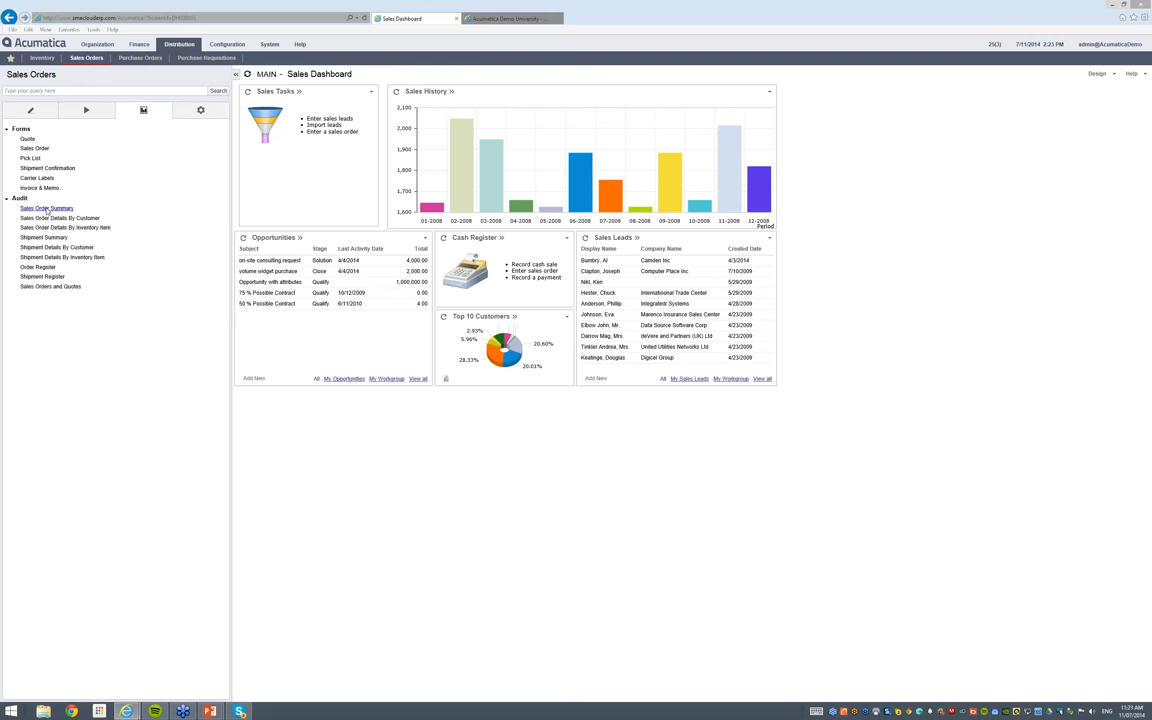 Sales Dashboard
Acumatica Demo University - ...
File Edit View Favorites Tools Help
Acumatica
Organization Finance Distribution Configuration System Help
25(3) 7/11/2014 2:23 PM admin@AcumaticaDemo
Inventory Sales Orders Purchase Orders Purchase Requisitions
Sales Orders
MAIN - Sales Dashboard
Design Help
Type your query here Search
Forms
Quote
Sales Order
Pick List
Shipment Confirmation
Carrier Labels
Invoice & Memo
Audit
Sales Order Summary
Sales Order Details By Customer
Sales Order Details By Inventory Item
Shipment Summary
Shipment Details By Customer
Shipment Details By Inventory Item
Order Register
Shipment Register
Sales Orders and Quotes
Sales Tasks
Enter sales leads
Import leads
Enter a sales order
Sales History
2,100
2,000
1,900
1,800
1,700
1,600
01-2008 02-2008 03-2008 04-2008 05-2008 06-2008 07-2008 08-2008 09-2008 10-2008 11-2008 12-2008
Period
Opportunities
Subject Stage Last Activity Date Total
on-site consulting request Solution 4/4/2014 4,000.00
volume widget purchase Close 4/4/2014 2,000.00
Opportunity with attributes Qualify 1,000,000.00
75 % Possible Contract Qualify 10/12/2009 0.00
50 % Possible Contract Qualify 6/11/2010 4.00
Add New All My Opportunities My Workgroup View all
Cash Register
Record cash sale
Enter sales order
Record a payment
Top 10 Customers
2.93%
5.96%
28.33%
20.60%
20.01%
Sales Leads
Display Name Company Name Created Date
Bumbry, Al Camden Inc 4/3/2014
Clapton, Joseph Computer Place Inc 7/10/2009
Niki, Ken 5/29/2009
Hester, Chuck International Trade Center 5/29/2009
Anderson, Phillip Integratedr Systems 4/28/2009
Johnson, Eva Marenco Insurance Sales Center 4/23/2009
Elbow John, Mr. Data Source Software Corp 4/23/2009
Darrow Mag, Mrs. deVere and Partners (UK) Ltd 4/23/2009
Tinkler Andrea, Mrs. United Utilities Networks Ltd 4/23/2009
Keatinge, Douglas Digicel Group 4/23/2009
Add New All My Sales Leads My Workgroup View all
ENG
11:23 AM
11/07/2014